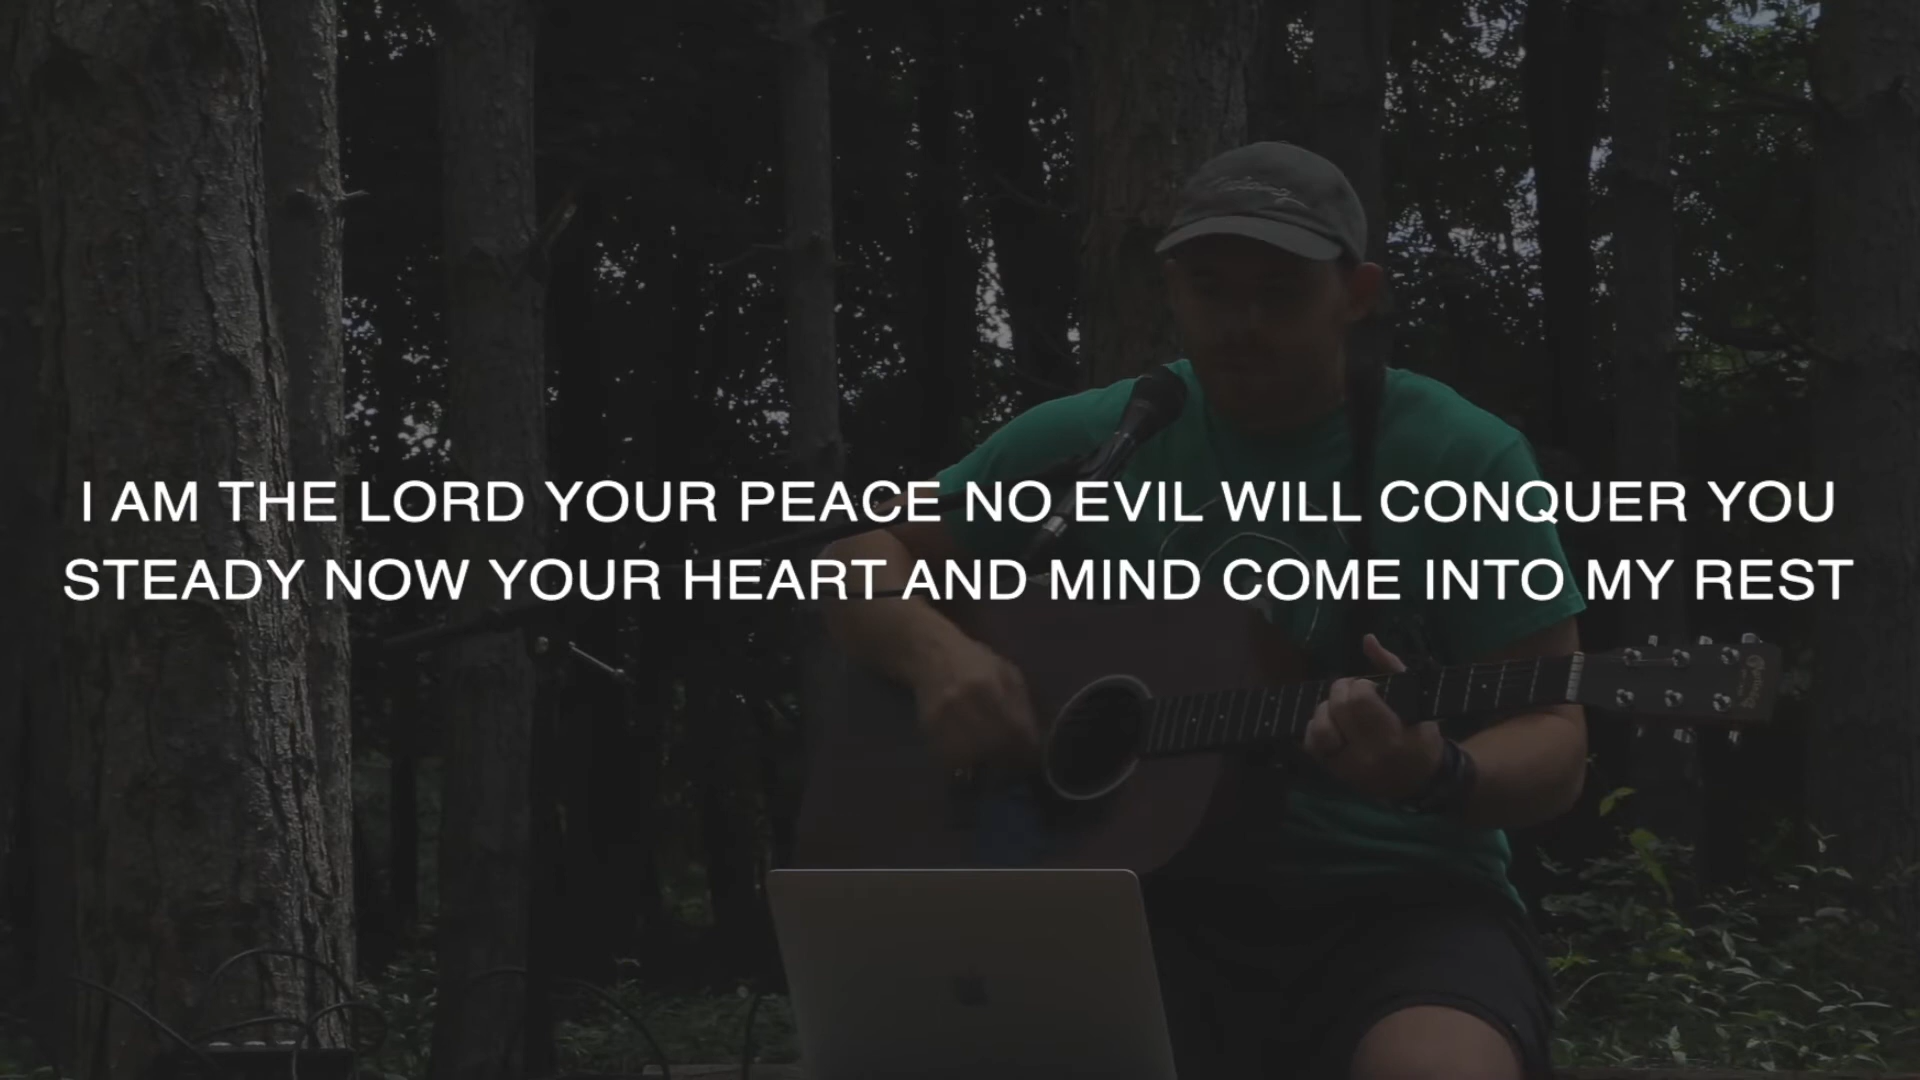 I AM THE LORD YOUR PEACE NO EVIL WILL CONQUER YOU
STEADY NOW YOUR HEART AND MIND COME INTO MY REST